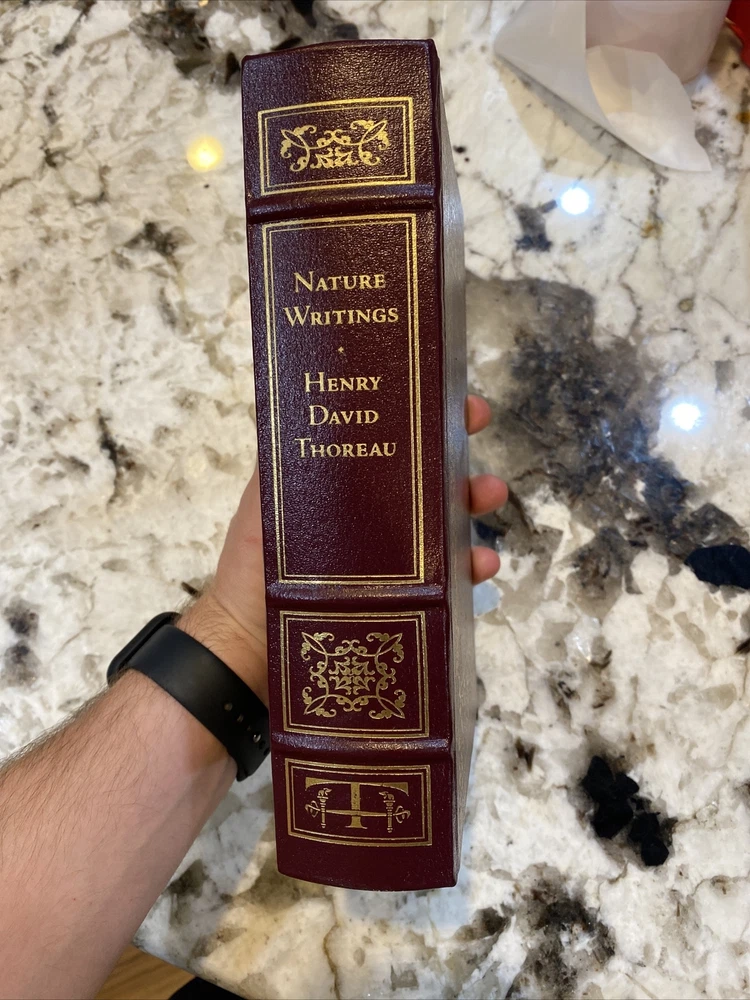 Nature
Writings
Henry
David
Thoreau
T